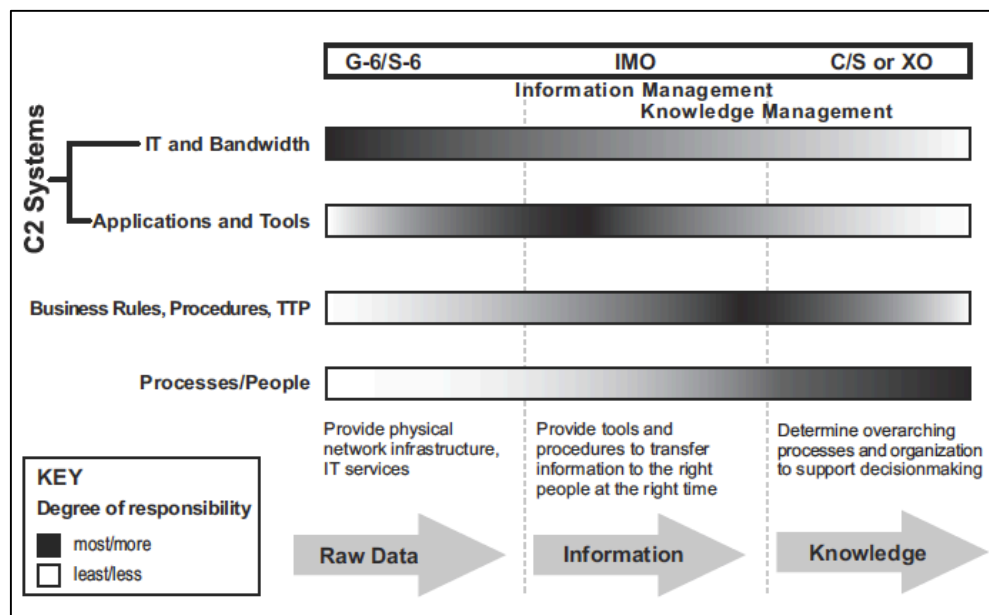 G-6/S-6 IMO C/S or XO
Information Management
Knowledge Management
C2 Systems
IT and Bandwidth
Applications and Tools
Business Rules, Procedures, TTP
Processes/People
Provide physical
network infrastructure,
IT services
Provide tools and
procedures to transfer
information to the right
people at the right time
Determine overarching
processes and organization
to support decisionmaking
KEY
Degree of responsibility
most/more
least/less
Raw Data
Information
Knowledge